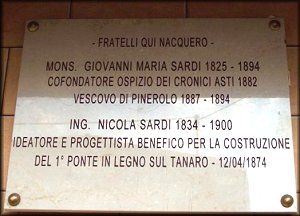 - FRATELLI QUI NACQUERO -
MONS. GIOVANNI MARIA SARDI 1825 - 1894
COFONDATORE OSPIZIO DEI CRONICI ASTI 1882
VESCOVO DI PINEROLO 1887 - 1894
ING. NICOLA SARDI 1834 - 1900
IDEATORE E PROGETTISTA BENEFICO PER LA COSTRUZIONE
DEL 1° PONTE IN LEGNO SUL TANARO - 12/04/1874